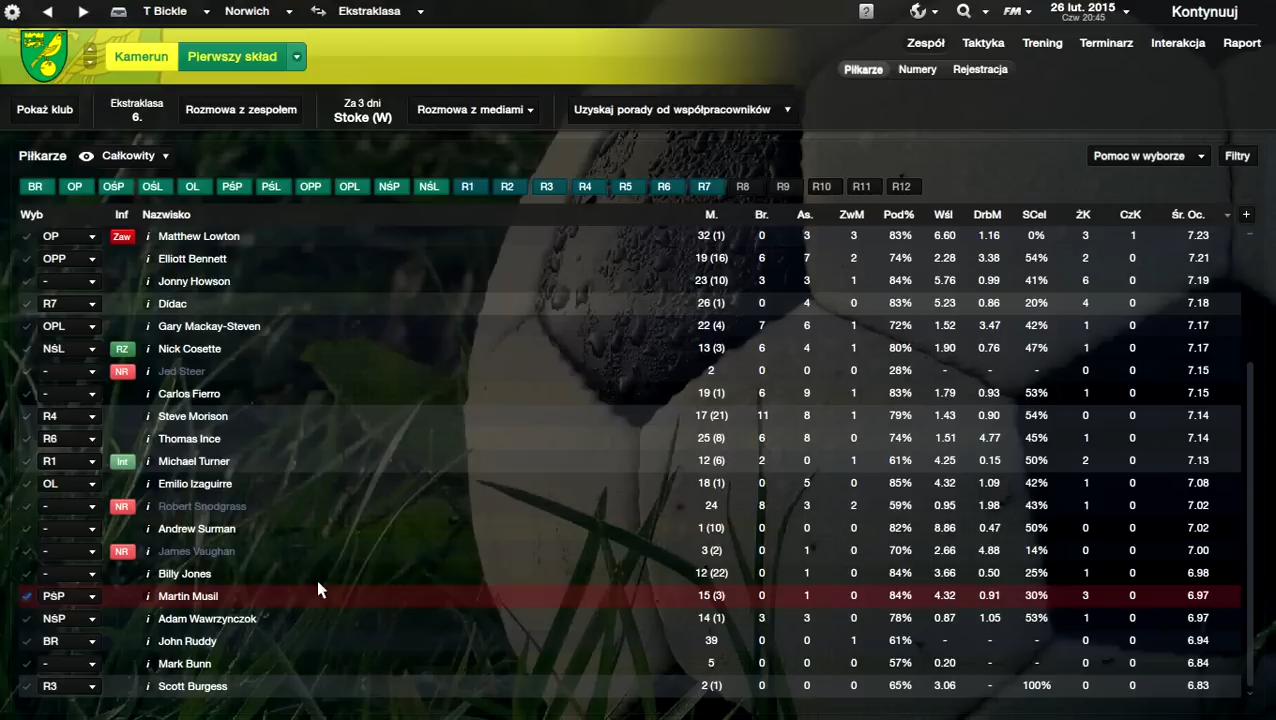 T Bickle Norwich Ekstraklasa ? FM 26 lut. 2015 Czw 20:45 Kontynuuj
Kamerun Pierwszy skład Zespół Taktyka Trening Terminarz Interakcja Raport
Piłkarze Numery Rejestracja
Pokaż klub Ekstraklasa 6. Rozmowa z zespołem Za 3 dni Stoke (W) Rozmowa z mediami Uzyskaj porady od współpracowników
Piłkarze Całkowity Pomoc w wyborze Filtry
BR OP OŚP OŚL OL PŚP PŚL OPP OPL NŚP NŚL R1 R2 R3 R4 R5 R6 R7 R8 R9 R10 R11 R12
Wyb Inf Nazwisko M. Br. As. ZwM Pod% Wśl DrbM SCel ŻK CzK Śr. Oc. +
OP Zaw i Matthew Lowton 32 (1) 0 3 3 83% 6.60 1.16 0% 3 1 7.23
OPP i Elliott Bennett 19 (16) 6 7 2 74% 2.28 3.38 54% 2 0 7.21
- i Jonny Howson 23 (10) 3 3 1 84% 5.76 0.99 41% 6 0 7.19
R7 i Dídac 26 (1) 0 4 0 83% 5.23 0.86 20% 4 0 7.18
OPL i Gary Mackay-Steven 22 (4) 7 6 1 72% 1.52 3.47 42% 1 0 7.17
NŚL RZ i Nick Cosette 13 (3) 6 4 1 80% 1.90 0.76 47% 1 0 7.17
- NR i Jed Steer 2 0 0 0 28% - - - 0 0 7.15
- i Carlos Fierro 19 (1) 6 9 1 83% 1.79 0.93 53% 1 0 7.15
R4 i Steve Morison 17 (21) 11 8 1 79% 1.43 0.90 54% 0 0 7.14
R6 i Thomas Ince 25 (8) 6 8 0 74% 1.51 4.77 45% 1 0 7.14
R1 Int i Michael Turner 12 (6) 2 0 1 61% 4.25 0.15 50% 2 0 7.13
OL i Emilio Izaguirre 18 (1) 0 5 0 85% 4.32 1.09 42% 1 0 7.08
- NR i Robert Snodgrass 24 8 3 2 59% 0.95 1.98 43% 1 0 7.02
- i Andrew Surman 1 (10) 0 0 0 82% 8.86 0.47 50% 0 0 7.02
- NR i James Vaughan 3 (2) 0 1 0 70% 2.66 4.88 14% 1 0 7.00
- i Billy Jones 12 (22) 0 1 0 84% 3.66 0.50 25% 1 0 6.98
PŚP i Martin Musil 15 (3) 0 1 0 84% 4.32 0.91 30% 3 0 6.97
NŚP i Adam Wawrzynczok 14 (1) 3 3 0 78% 0.87 1.05 53% 1 0 6.97
BR i John Ruddy 39 0 0 1 61% - - - 0 0 6.94
- i Mark Bunn 5 0 0 0 57% 0.20 - - 0 0 6.84
R3 i Scott Burgess 2 (1) 0 0 0 65% 3.06 - 100% 0 0 6.83